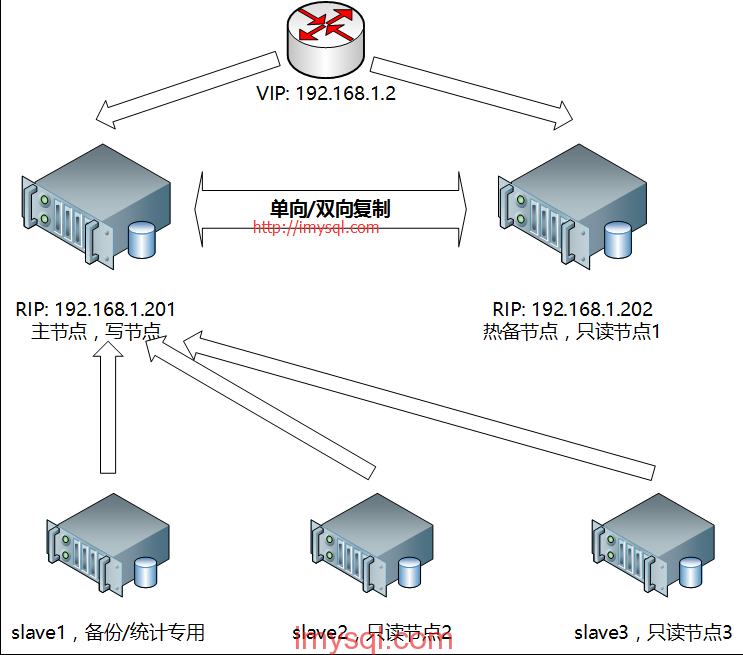 VIP: 192.168.1.2
单向/双向复制
http://imysql.com
RIP: 192.168.1.201
主节点，写节点
RIP: 192.168.1.202
热备节点，只读节点1
slave1，备份/统计专用
slave2，只读节点2
slave3，只读节点3
imysql.com